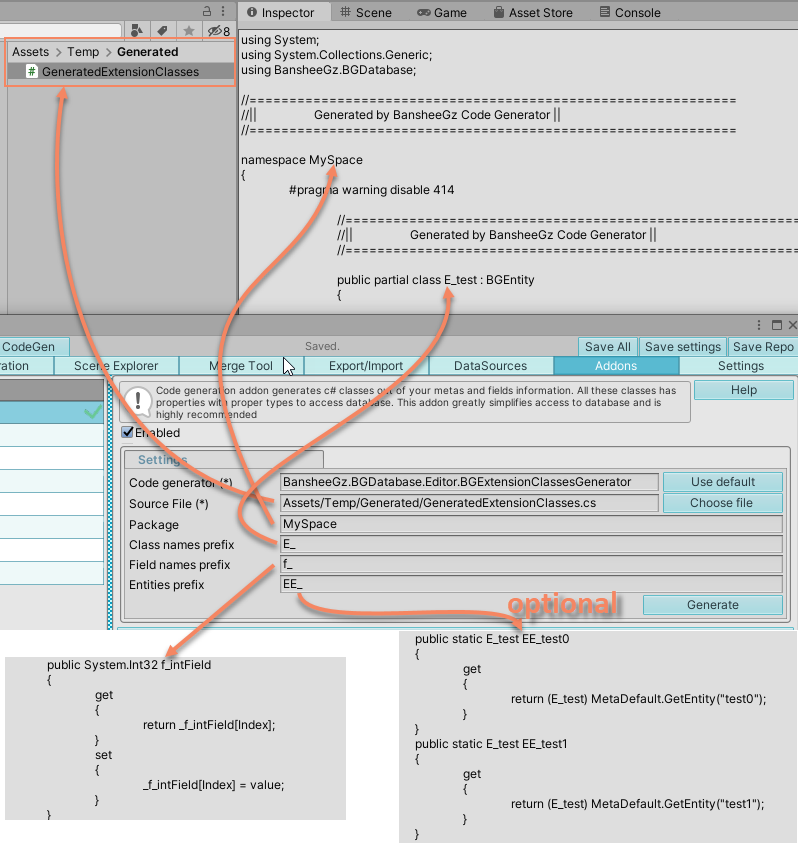 Inspector
Scene
Game
Asset Store
Console
8
Assets > Temp > Generated
# GeneratedExtensionClasses
using System;
using System.Collections.Generic;
using BansheeGz.BGDatabase;
//============================================================
//|| Generated by BansheeGz Code Generator ||
//============================================================
namespace MySpace
{
#pragma warning disable 414
//============================================================
//|| Generated by BansheeGz Code Generator ||
//============================================================
public partial class E_test : BGEntity
{
CodeGen
Saved.
Save All
Save settings
Save Repo
ration
Scene Explorer
Merge Tool
Export/Import
DataSources
Addons
Settings
Code generation addon generates c# classes out of your metas and fields information. All these classes has
properties with proper types to access database. This addon greatly simplifies access to database and is
highly recommended
Help
Enabled
Settings
Code generator (*)
BansheeGz.BGDatabase.Editor.BGExtensionClassesGenerator
Use default
Source File (*)
Assets/Temp/Generated/GeneratedExtensionClasses.cs
Choose file
Package
MySpace
Class names prefix
E_
Field names prefix
f_
Entities prefix
EE_
optional
Generate
public System.Int32 f_intField
{
get
{
return _f_intField[Index];
}
set
{
_f_intField[Index] = value;
}
}
public static E_test EE_test0
{
get
{
return (E_test) MetaDefault.GetEntity("test0");
}
}
public static E_test EE_test1
{
get
{
return (E_test) MetaDefault.GetEntity("test1");
}
}